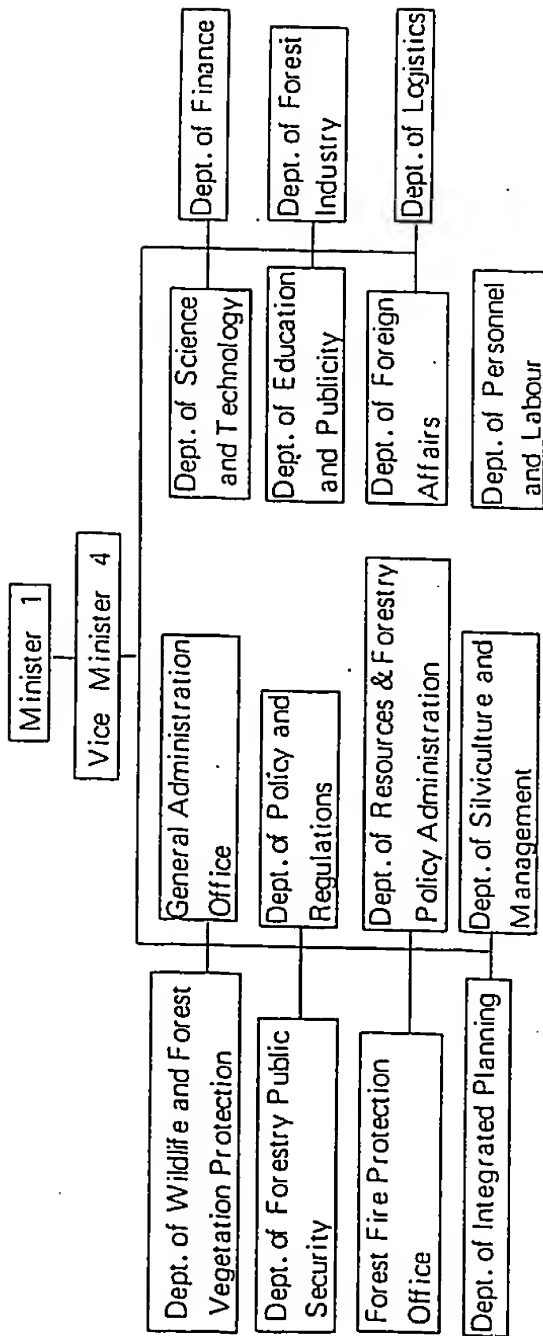 Minister 1
Vice Minister 4
Dept. of Wildlife and Forest
Vegetation Protection
General Administration
Office
Dept. of Science
and Technology
Dept. of Finance
Dept. of Forestry Public
Security
Dept. of Policy and
Regulations
Dept. of Education
and Publicity
Dept. of Forest
Industry
Forest Fire Protection
Office
Dept. of Resources & Forestry
Policy Administration
Dept. of Foreign
Affairs
Dept. of Logistics
Dept. of Integrated Planning
Dept. of Silviculture and
Management
Dept. of Personnel
and Labour